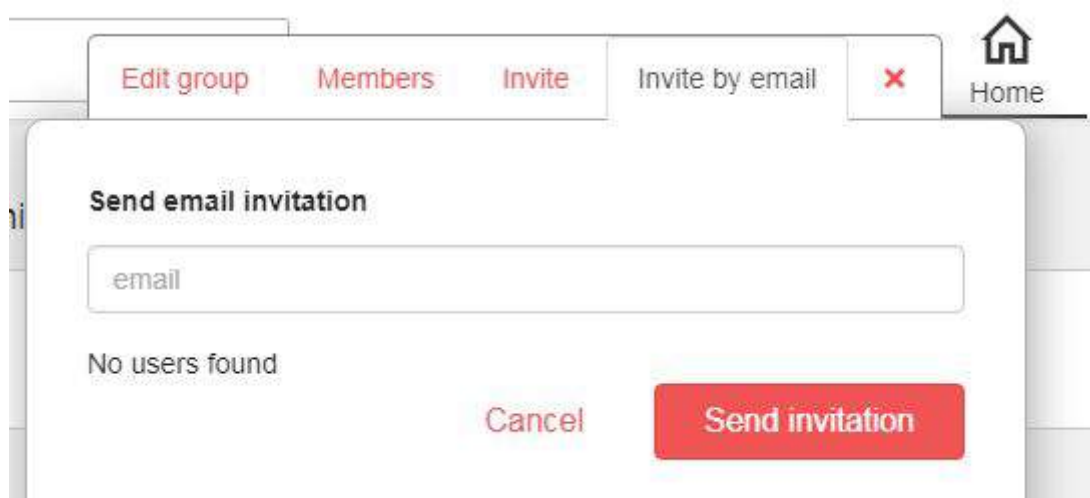 Edit group Members Invite Invite by email ×
Home
Send email invitation
email
No users found
Cancel Send invitation